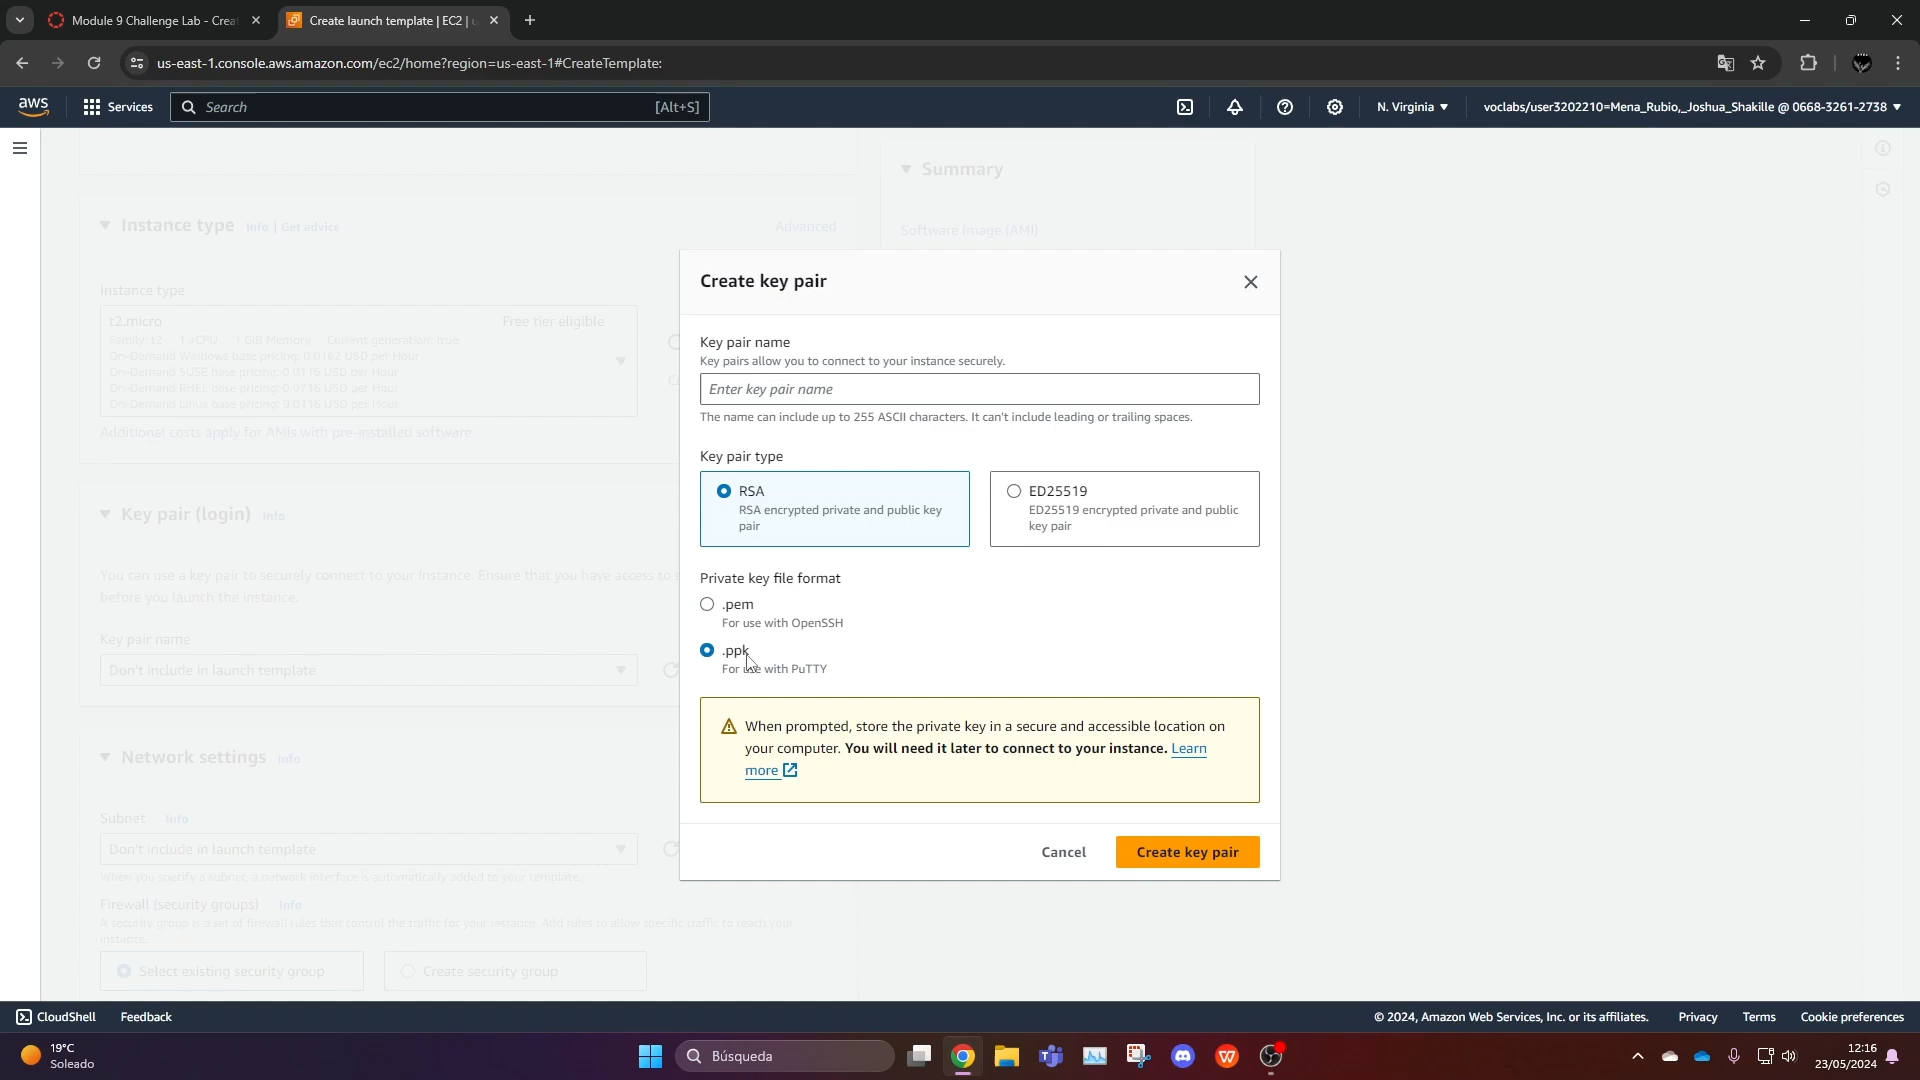 Module 9 Challenge Lab - Crea
Create launch template | EC2 | u
us-east-1.console.aws.amazon.com/ec2/home?region=us-east-1#CreateTemplate:
aws
Services
Search
[Alt+S]
N. Virginia
voclabs/user3202210=Mena_Rubio,_Joshua_Shakille @ 0668-3261-2738
Summary
Instance type
Info | Get advice
Advanced
Software Image (AMI)
Instance type
t2.micro
Free tier eligible
Family: t2 1 vCPU 1 GiB Memory Current generation: true
On-Demand Windows base pricing: 0.0162 USD per Hour
On-Demand SUSE base pricing: 0.0116 USD per Hour
On-Demand RHEL base pricing: 0.0716 USD per Hour
On-Demand Linux base pricing: 0.0116 USD per Hour
Additional costs apply for AMIs with pre-installed software
Key pair (login)
Info
You can use a key pair to securely connect to your instance. Ensure that you have access to
before you launch the instance.
Key pair name
Don't include in launch template
Network settings
Info
Subnet
Info
Don't include in launch template
When you specify a subnet, a network interface is automatically added to your template.
Firewall (security groups)
Info
A security group is a set of firewall rules that control the traffic for your instance. Add rules to allow specific traffic to reach your
instance.
Select existing security group
Create security group
Create key pair
Key pair name
Key pairs allow you to connect to your instance securely.
Enter key pair name
The name can include up to 255 ASCII characters. It can't include leading or trailing spaces.
Key pair type
RSA
RSA encrypted private and public key
pair
ED25519
ED25519 encrypted private and public
key pair
Private key file format
.pem
For use with OpenSSH
.ppk
For use with PuTTY
When prompted, store the private key in a secure and accessible location on
your computer. You will need it later to connect to your instance. Learn
more
Cancel
Create key pair
CloudShell
Feedback
© 2024, Amazon Web Services, Inc. or its affiliates.
Privacy
Terms
Cookie preferences
19°C
Soleado
Búsqueda
12:16
23/05/2024